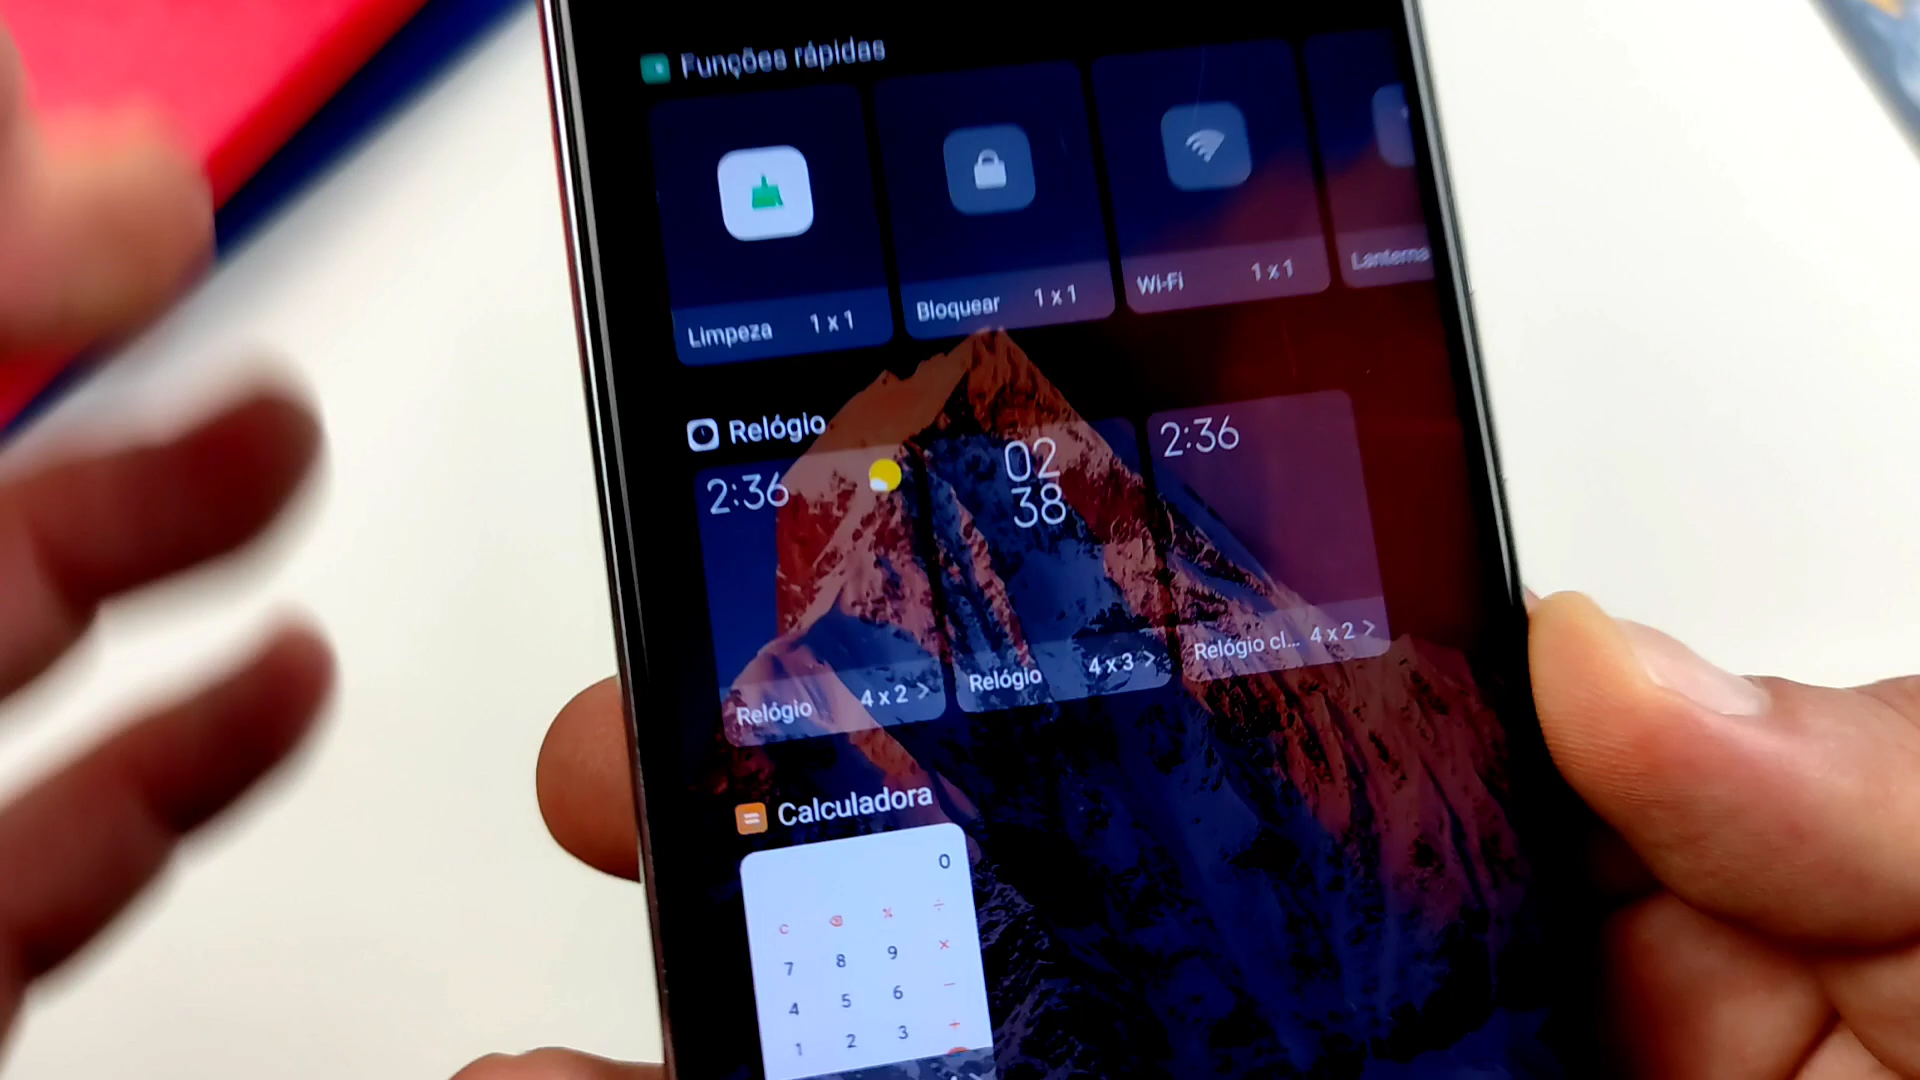 Funções rápidas
Limpeza 1 x 1
Bloquear 1 x 1
Wi-Fi 1 x 1
Lanterna
Relógio
2:36
Relógio 4 x 2 >
02
38
Relógio 4 x 3 >
2:36
Relógio cl... 4 x 2 >
Calculadora
0
C % ÷
7 8 9 ×
4 5 6 −
1 2 3 +